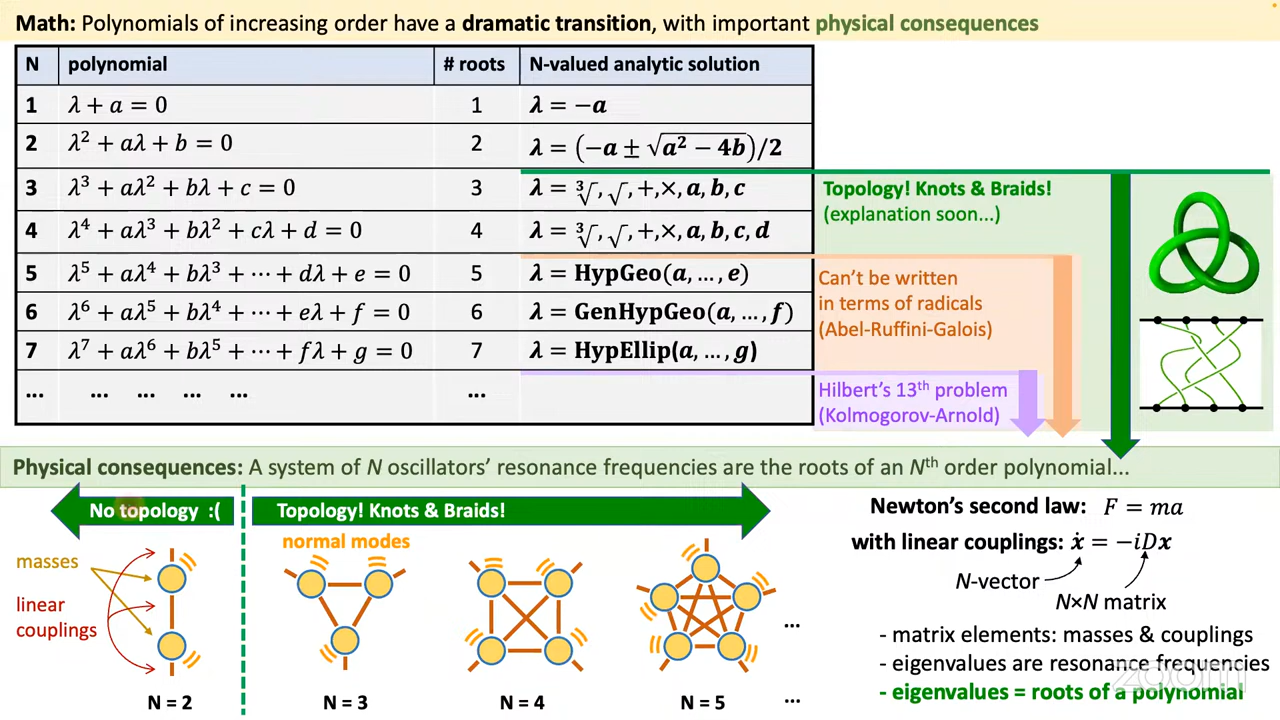 Math: Polynomials of increasing order have a dramatic transition, with important physical consequences
N polynomial # roots N-valued analytic solution
1 λ + a = 0 1 λ = −a
2 λ² + aλ + b = 0 2 λ = (−a ± √(a² − 4b))/2
3 λ³ + aλ² + bλ + c = 0 3 λ = ∛, √, +, ×, a, b, c
4 λ⁴ + aλ³ + bλ² + cλ + d = 0 4 λ = ∛, √, +, ×, a, b, c, d
5 λ⁵ + aλ⁴ + bλ³ + ⋯ + dλ + e = 0 5 λ = HypGeo(a, …, e)
6 λ⁶ + aλ⁵ + bλ⁴ + ⋯ + eλ + f = 0 6 λ = GenHypGeo(a, …, f)
7 λ⁷ + aλ⁶ + bλ⁵ + ⋯ + fλ + g = 0 7 λ = HypEllip(a, …, g)
... ... ... ... ... ...
Topology! Knots & Braids!
(explanation soon...)
Can't be written
in terms of radicals
(Abel-Ruffini-Galois)
Hilbert's 13th problem
(Kolmogorov-Arnold)
Physical consequences: A system of N oscillators' resonance frequencies are the roots of an Nth order polynomial...
No topology :(
Topology! Knots & Braids!
masses
linear
couplings
normal modes
...
N = 2
N = 3
N = 4
N = 5
...
Newton's second law: F = ma
with linear couplings: ẋ = −iDx
N-vector
N×N matrix
- matrix elements: masses & couplings
- eigenvalues are resonance frequencies
- eigenvalues = roots of a polynomial
zoom